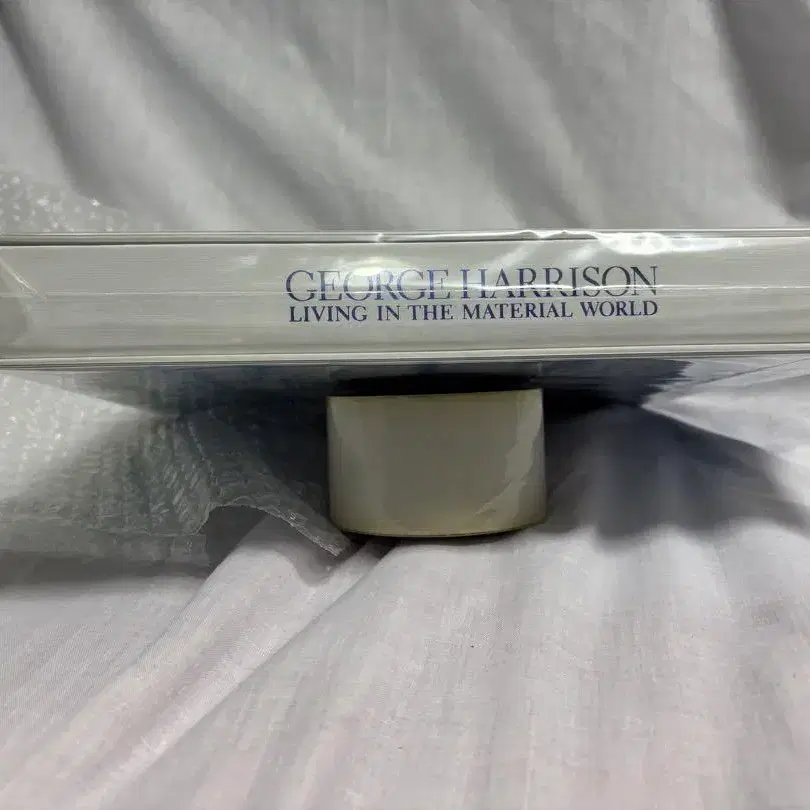 GEORGE HARRISON
LIVING IN THE MATERIAL WORLD